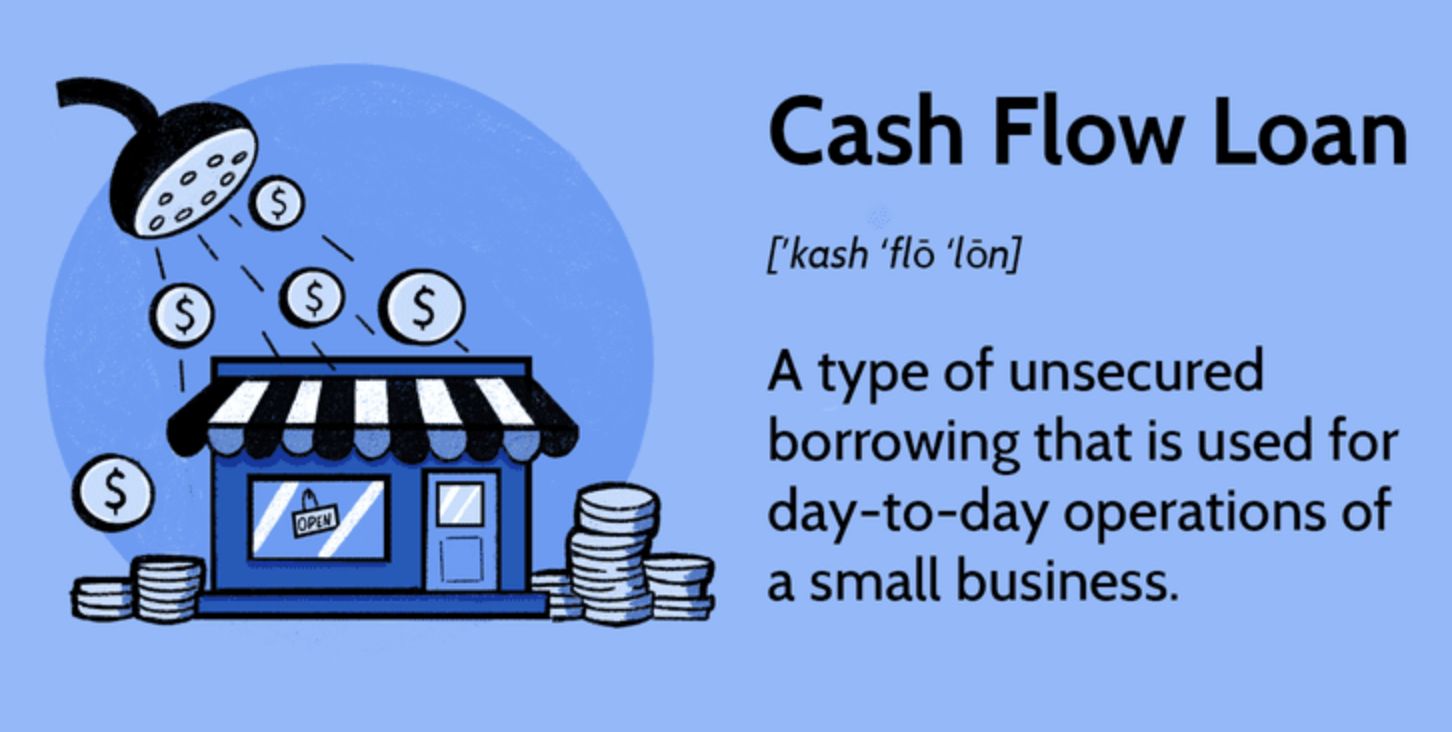 $
$
$
$
$
OPEN
Cash Flow Loan
['kash ‘flō ‘lōn]
A type of unsecured
borrowing that is used for
day-to-day operations of
a small business.